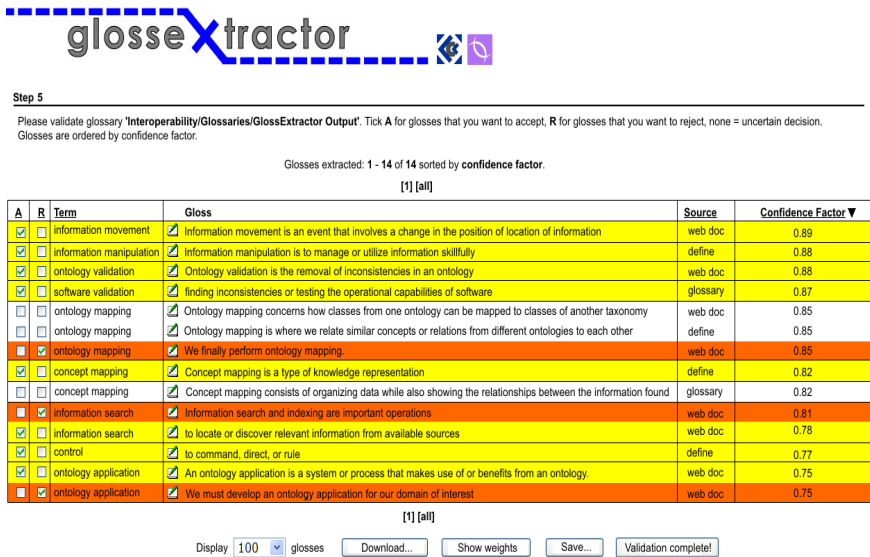 glosseXtractor
Step 5
Please validate glossary 'Interoperability/Glossaries/GlossExtractor Output'. Tick A for glosses that you want to accept, R for glosses that you want to reject, none = uncertain decision.
Glosses are ordered by confidence factor.
Glosses extracted: 1 - 14 of 14 sorted by confidence factor.
[1] [all]
A R Term Gloss Source Confidence Factor ▼
information movement Information movement is an event that involves a change in the position of location of information web doc 0.89
information manipulation Information manipulation is to manage or utilize information skillfully define 0.88
ontology validation Ontology validation is the removal of inconsistencies in an ontology web doc 0.88
software validation finding inconsistencies or testing the operational capabilities of software glossary 0.87
ontology mapping Ontology mapping concerns how classes from one ontology can be mapped to classes of another taxonomy web doc 0.85
ontology mapping Ontology mapping is where we relate similar concepts or relations from different ontologies to each other define 0.85
ontology mapping We finally perform ontology mapping. web doc 0.85
concept mapping Concept mapping is a type of knowledge representation define 0.82
concept mapping Concept mapping consists of organizing data while also showing the relationships between the information found glossary 0.82
information search Information search and indexing are important operations web doc 0.81
information search to locate or discover relevant information from available sources web doc 0.78
control to command, direct, or rule define 0.77
ontology application An ontology application is a system or process that makes use of or benefits from an ontology. web doc 0.75
ontology application We must develop an ontology application for our domain of interest web doc 0.75
[1] [all]
Display 100 glosses Download... Show weights Save... Validation complete!